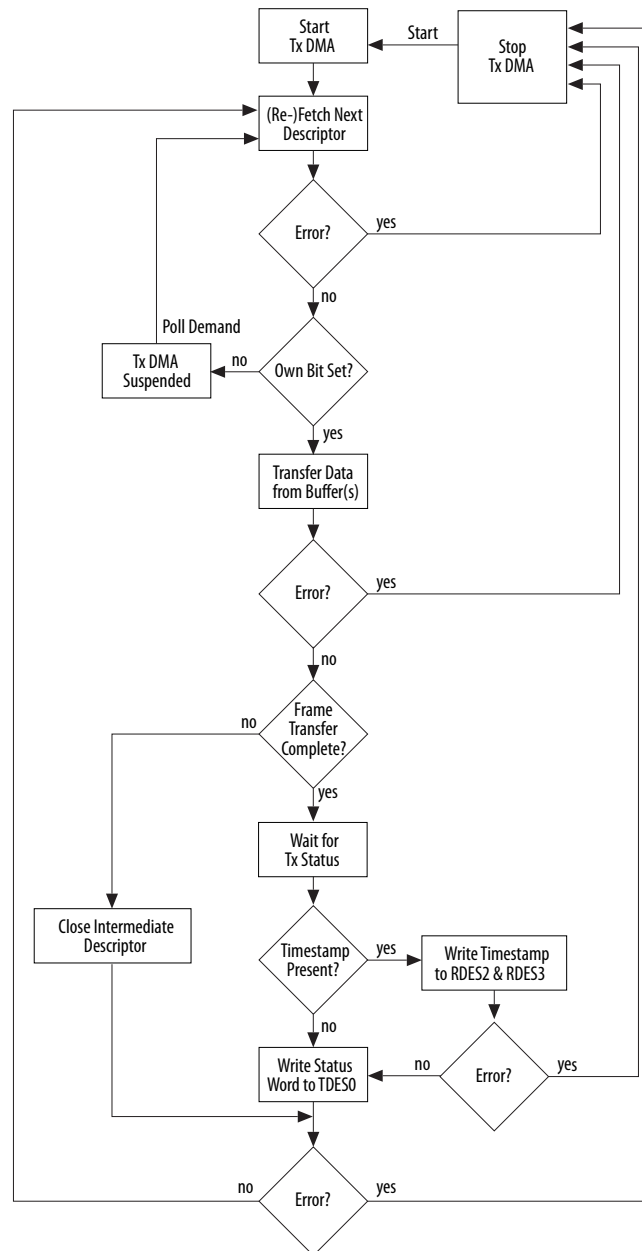 Start
Tx DMA
Start
Stop
Tx DMA
(Re-)Fetch Next
Descriptor
Error?
yes
no
Poll Demand
Tx DMA
Suspended
no
Own Bit Set?
yes
Transfer Data
from Buffer(s)
Error?
yes
no
no
Frame
Transfer
Complete?
yes
Wait for
Tx Status
Close Intermediate
Descriptor
Timestamp
Present?
yes
Write Timestamp
to RDES2 & RDES3
no
Write Status
Word to TDES0
no
Error?
yes
no
Error?
yes